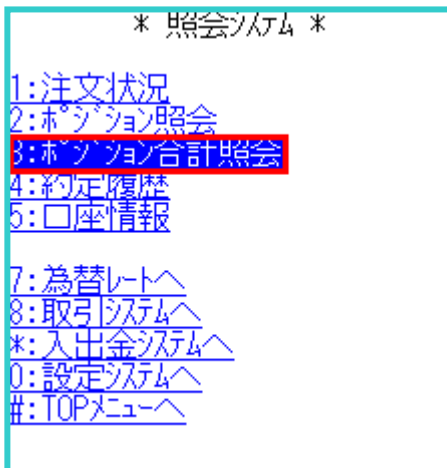 * 照会ｼｽﾃﾑ *
1:注文状況
2:ﾎﾟｼﾞｼｮﾝ照会
3:ﾎﾟｼﾞｼｮﾝ合計照会
4:約定履歴
5:口座情報
7:為替ﾚｰﾄへ
8:取引ｼｽﾃﾑへ
*:入出金ｼｽﾃﾑへ
0:設定ｼｽﾃﾑへ
#:TOPﾒﾆｭｰへ